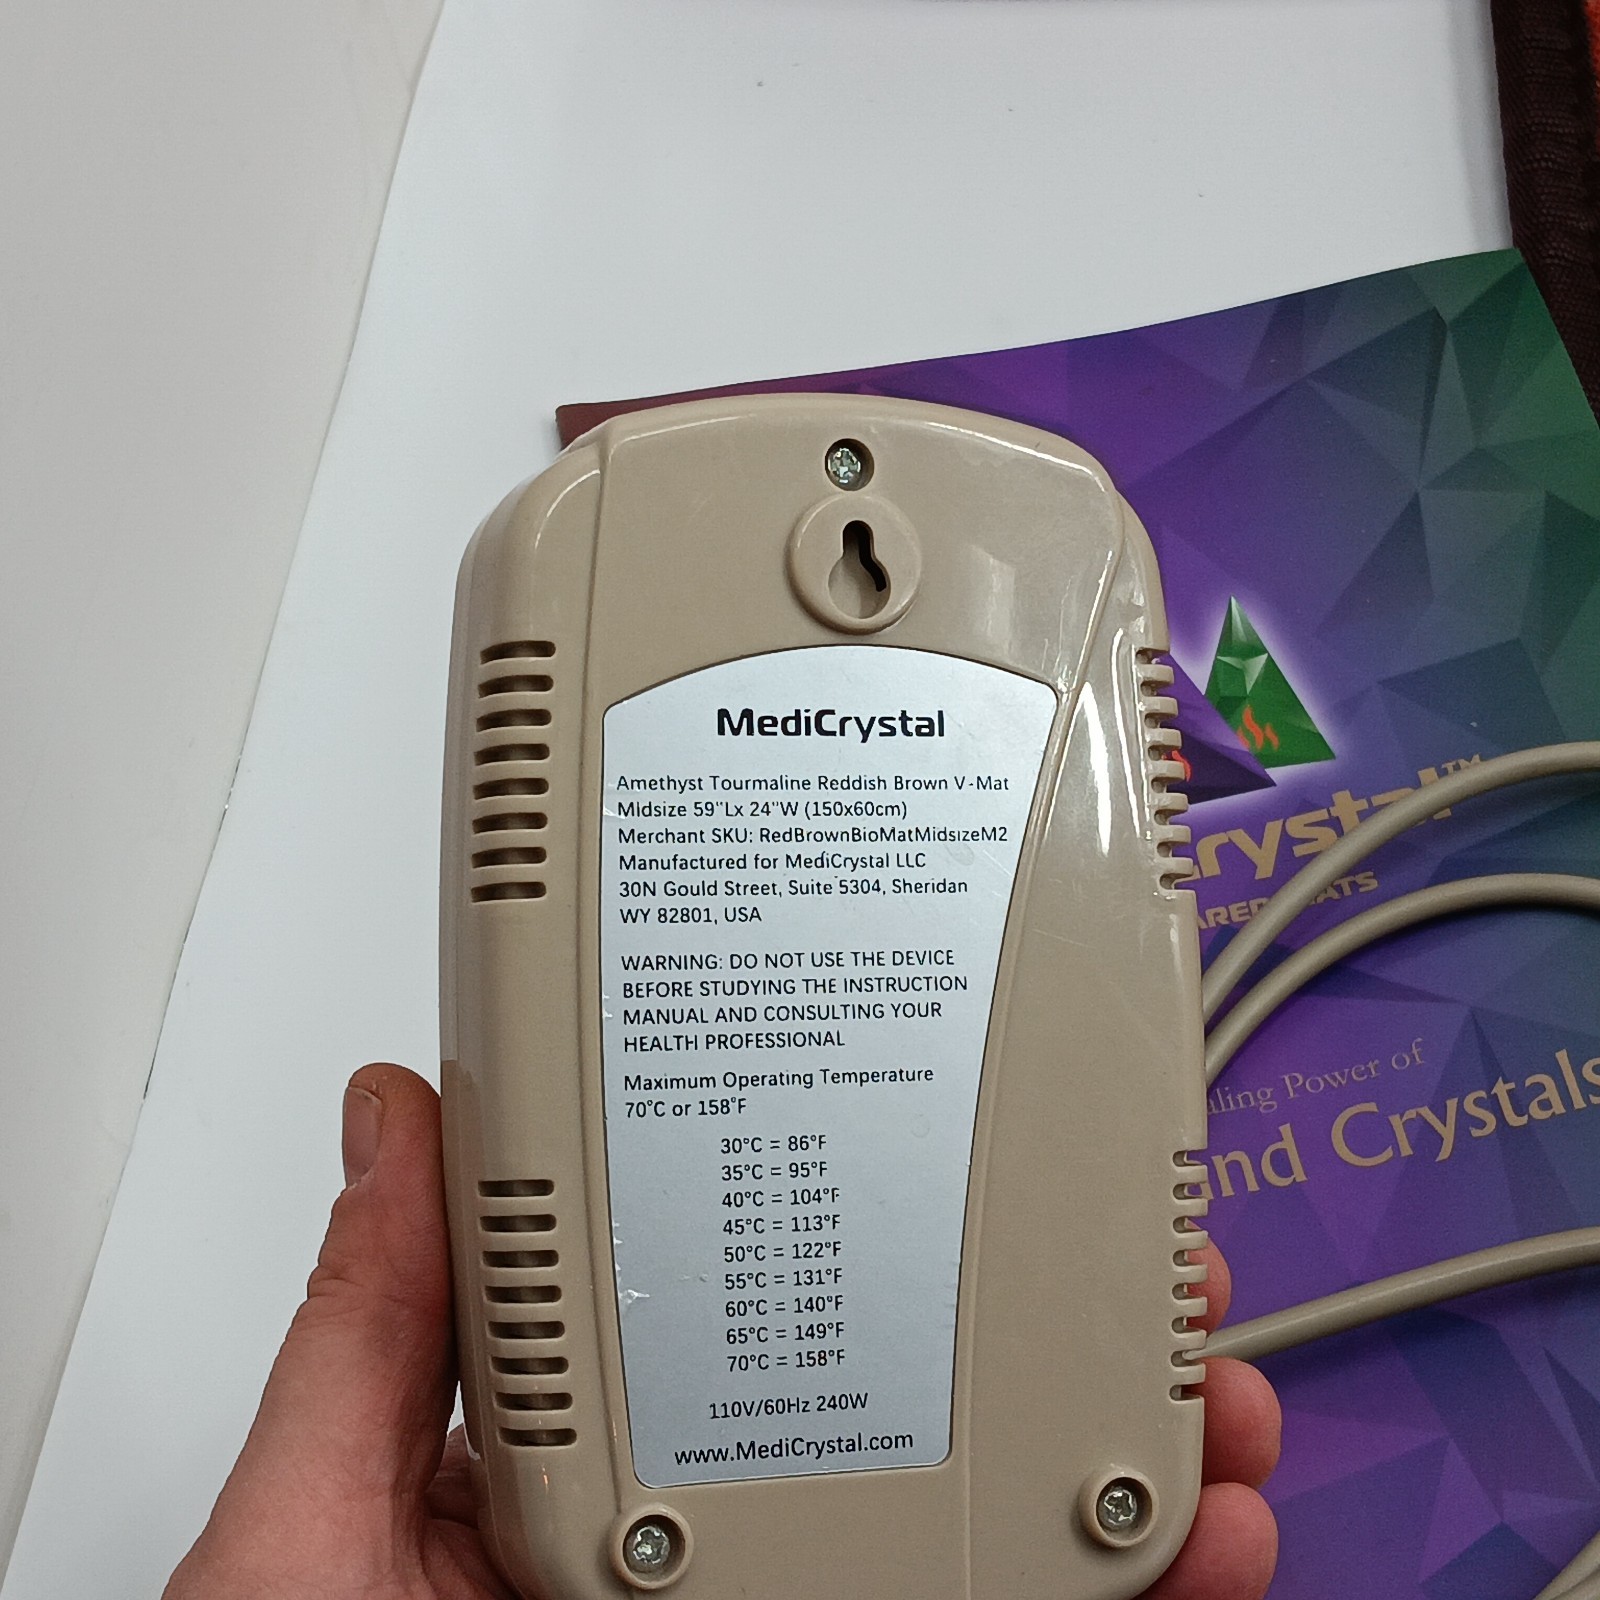 MediCrystal
Amethyst Tourmaline Reddish Brown V-Mat
Midsize 59"Lx 24"W (150x60cm)
Merchant SKU: RedBrownBioMatMidsizeM2
Manufactured for MediCrystal LLC
30N Gould Street, Suite 5304, Sheridan
WY 82801, USA
WARNING: DO NOT USE THE DEVICE
BEFORE STUDYING THE INSTRUCTION
MANUAL AND CONSULTING YOUR
HEALTH PROFESSIONAL
Maximum Operating Temperature
70°C or 158°F
30°C = 86°F
35°C = 95°F
40°C = 104°F
45°C = 113°F
50°C = 122°F
55°C = 131°F
60°C = 140°F
65°C = 149°F
70°C = 158°F
110V/60Hz 240W
www.MediCrystal.com
Power of
and Crystals